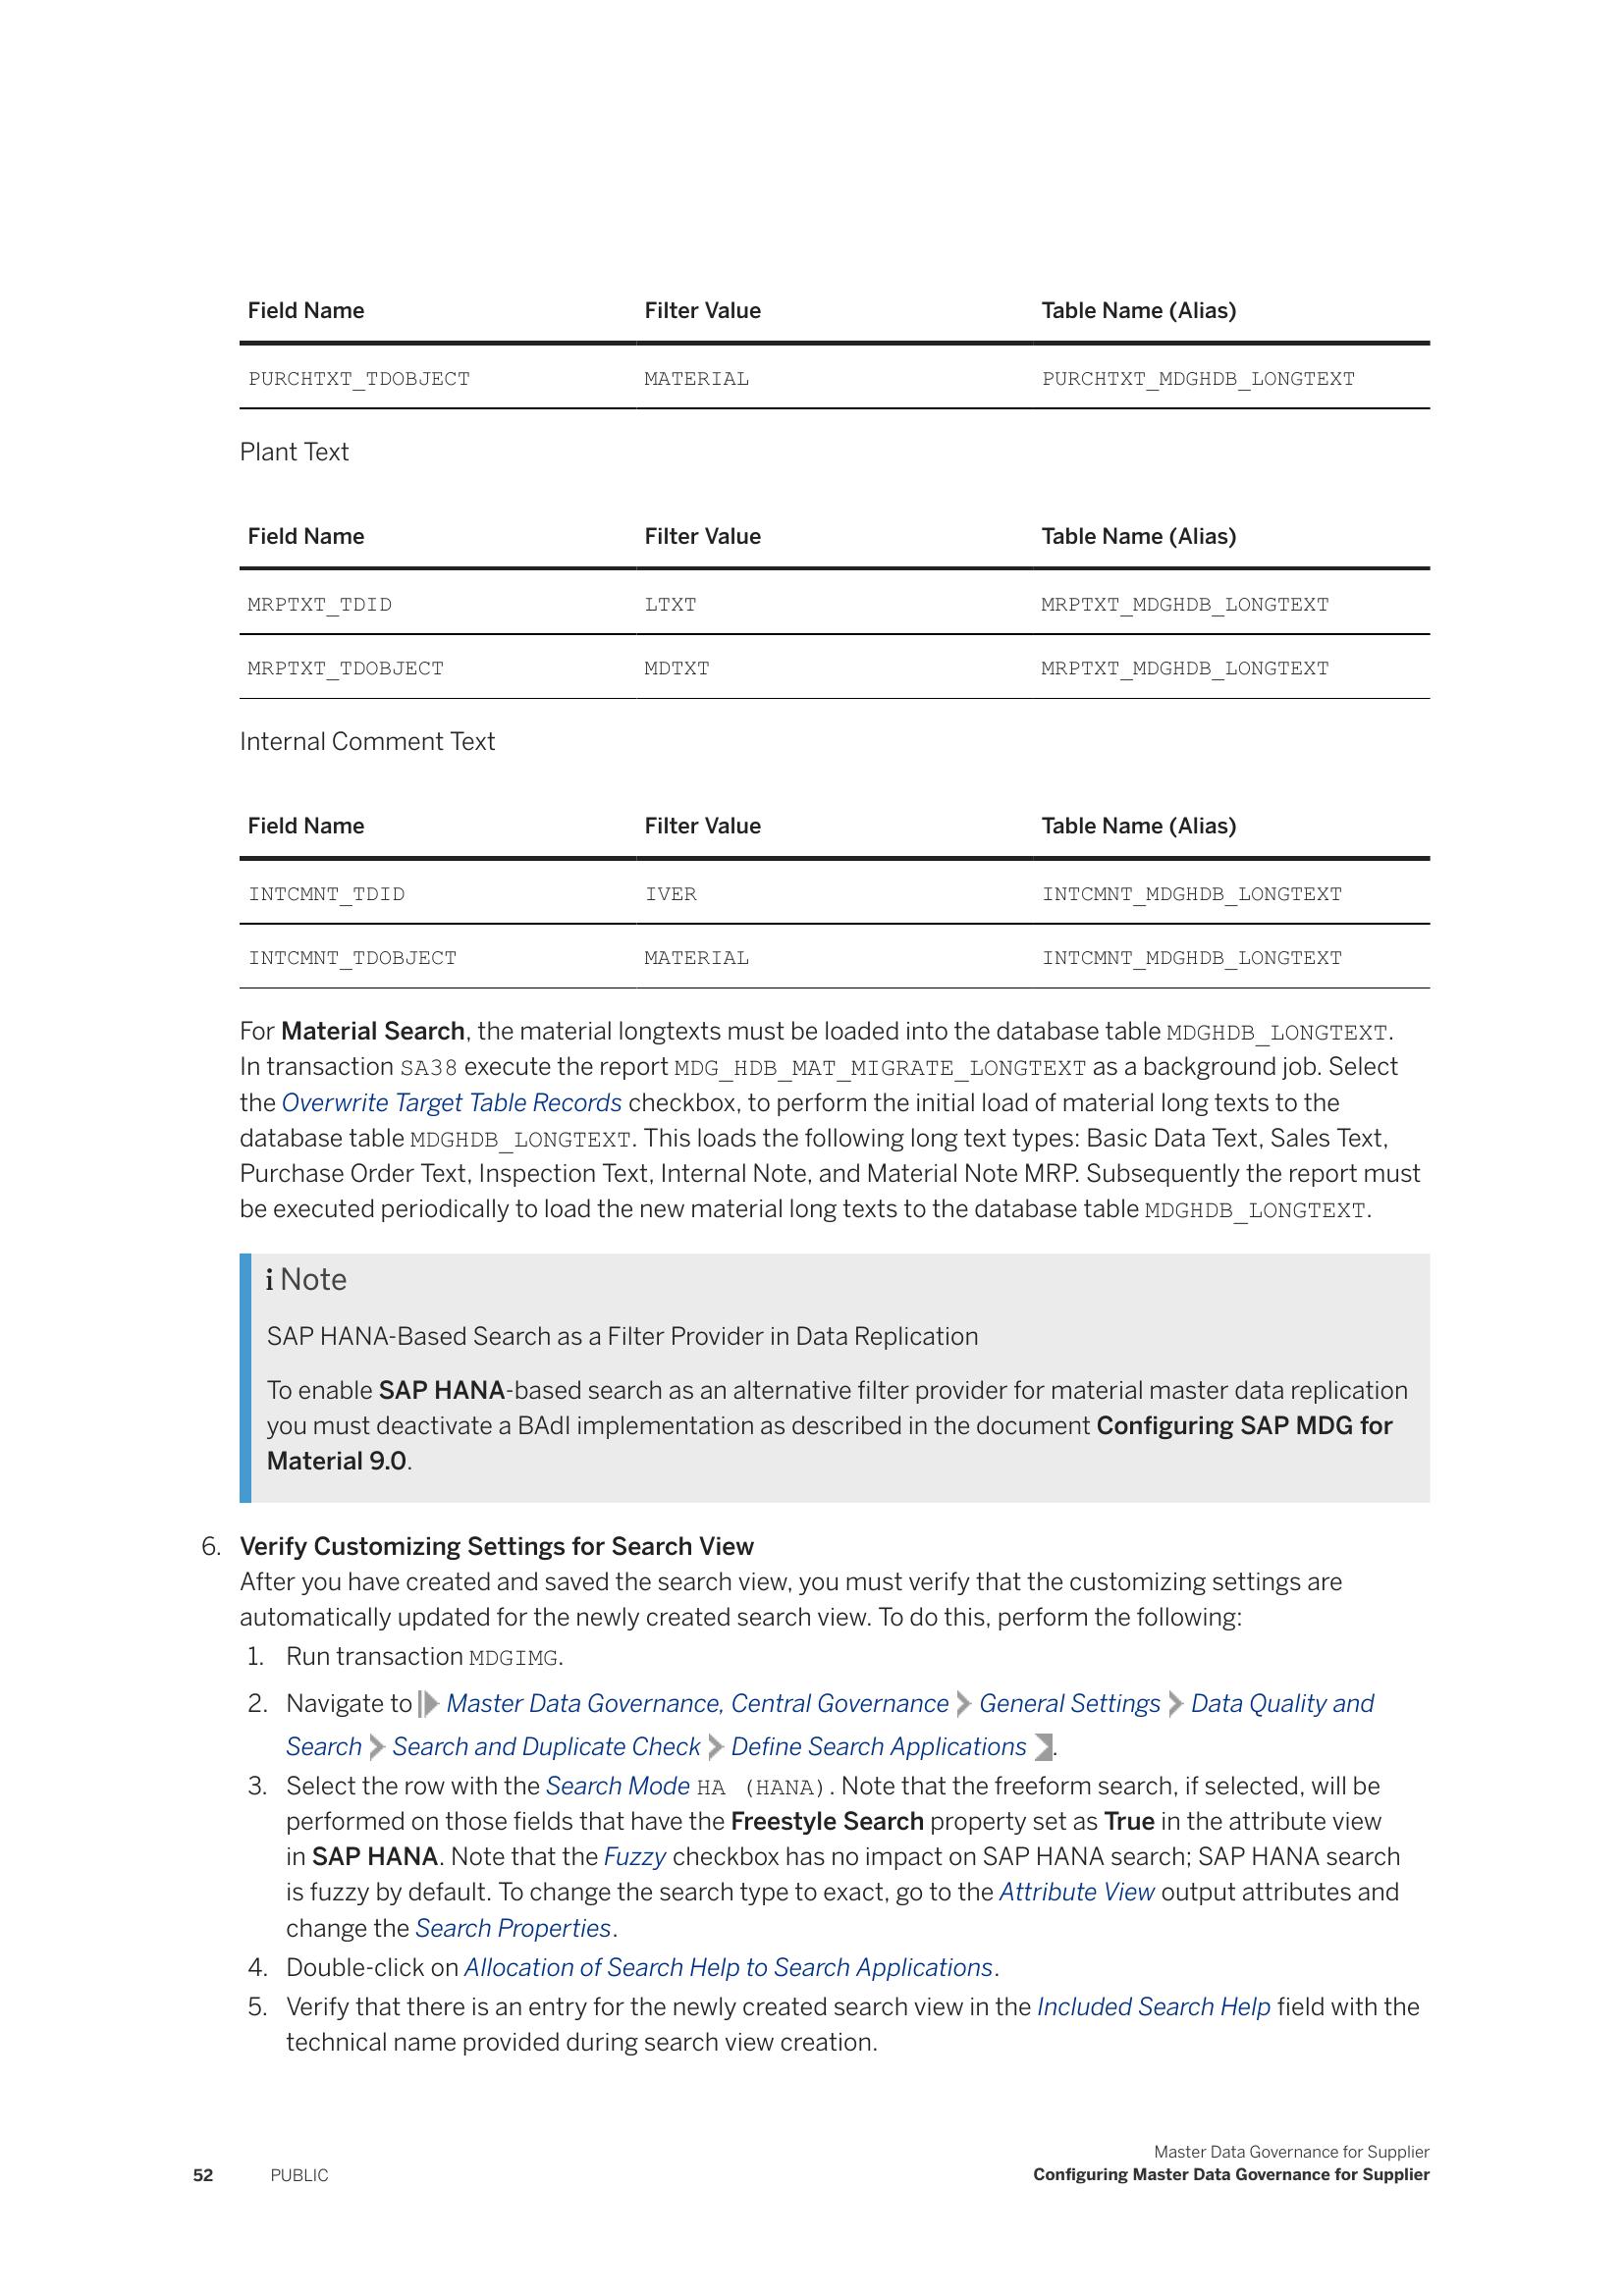 Field Name Filter Value Table Name (Alias)
PURCHTXT_TDOBJECT MATERIAL PURCHTXT_MDGHDB_LONGTEXT
Plant Text
Field Name Filter Value Table Name (Alias)
MRPTXT_TDID LTXT MRPTXT_MDGHDB_LONGTEXT
MRPTXT_TDOBJECT MDTXT MRPTXT_MDGHDB_LONGTEXT
Internal Comment Text
Field Name Filter Value Table Name (Alias)
INTCMNT_TDID IVER INTCMNT_MDGHDB_LONGTEXT
INTCMNT_TDOBJECT MATERIAL INTCMNT_MDGHDB_LONGTEXT
For Material Search, the material longtexts must be loaded into the database table MDGHDB_LONGTEXT.
In transaction SA38 execute the report MDG_HDB_MAT_MIGRATE_LONGTEXT as a background job. Select
the Overwrite Target Table Records checkbox, to perform the initial load of material long texts to the
database table MDGHDB_LONGTEXT. This loads the following long text types: Basic Data Text, Sales Text,
Purchase Order Text, Inspection Text, Internal Note, and Material Note MRP. Subsequently the report must
be executed periodically to load the new material long texts to the database table MDGHDB_LONGTEXT.
i Note
SAP HANA-Based Search as a Filter Provider in Data Replication
To enable SAP HANA-based search as an alternative filter provider for material master data replication
you must deactivate a BAdI implementation as described in the document Configuring SAP MDG for
Material 9.0.
6. Verify Customizing Settings for Search View
After you have created and saved the search view, you must verify that the customizing settings are
automatically updated for the newly created search view. To do this, perform the following:
1. Run transaction MDGIMG.
2. Navigate to Master Data Governance, Central Governance General Settings Data Quality and
Search Search and Duplicate Check Define Search Applications .
3. Select the row with the Search Mode HA (HANA). Note that the freeform search, if selected, will be
performed on those fields that have the Freestyle Search property set as True in the attribute view
in SAP HANA. Note that the Fuzzy checkbox has no impact on SAP HANA search; SAP HANA search
is fuzzy by default. To change the search type to exact, go to the Attribute View output attributes and
change the Search Properties.
4. Double-click on Allocation of Search Help to Search Applications.
5. Verify that there is an entry for the newly created search view in the Included Search Help field with the
technical name provided during search view creation.
Master Data Governance for Supplier
52 PUBLIC Configuring Master Data Governance for Supplier